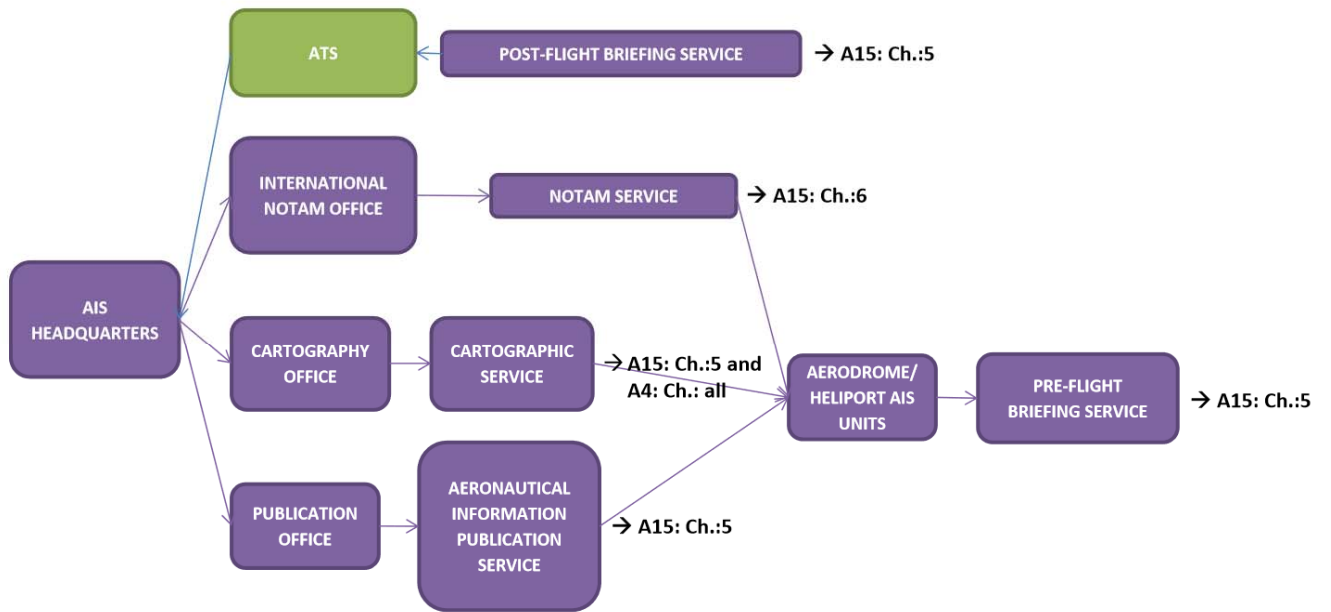 ATS
POST-FLIGHT BRIEFING SERVICE
→ A15: Ch.:5
INTERNATIONAL
NOTAM OFFICE
NOTAM SERVICE
→ A15: Ch.:6
AIS
HEADQUARTERS
CARTOGRAPHY
OFFICE
CARTOGRAPHIC
SERVICE
→ A15: Ch.:5 and
A4: Ch.: all
AERODROME/
HELIPORT AIS
UNITS
PRE-FLIGHT
BRIEFING SERVICE
→ A15: Ch.:5
PUBLICATION
OFFICE
AERONAUTICAL
INFORMATION
PUBLICATION
SERVICE
→ A15: Ch.:5